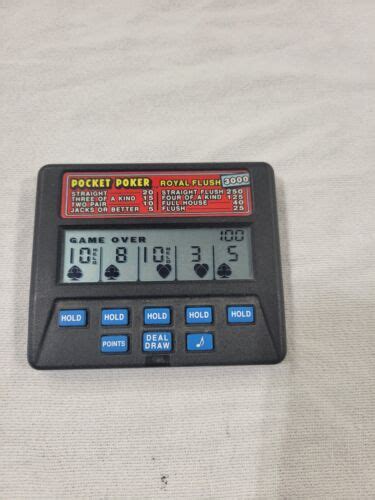 POCKET POKER ROYAL FLUSH 3000
STRAIGHT 20 STRAIGHT FLUSH 250
THREE OF A KIND 15 FOUR OF A KIND 125
TWO PAIR 10 FULL HOUSE 40
JACKS OR BETTER 5 FLUSH 25
GAME OVER 100
10 HELD 8 10 HELD 3 5
HOLD HOLD HOLD HOLD HOLD
POINTS DEAL DRAW